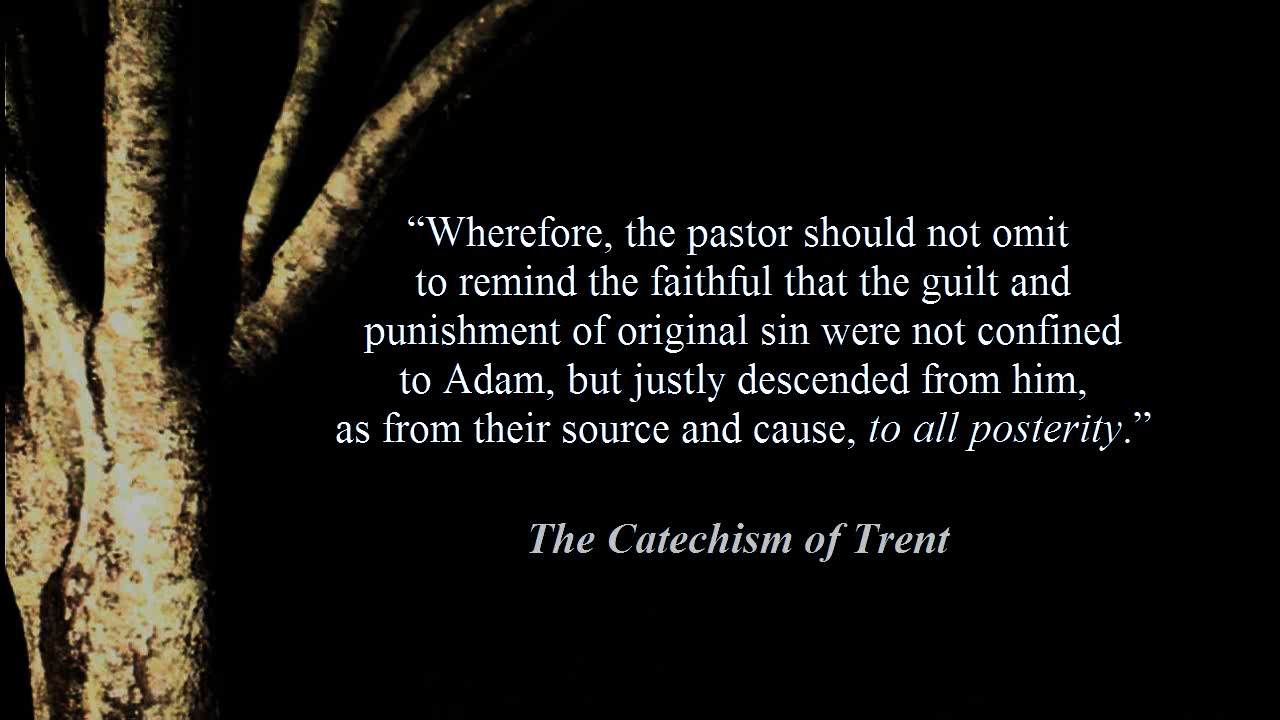 “Wherefore, the pastor should not omit
to remind the faithful that the guilt and
punishment of original sin were not confined
to Adam, but justly descended from him,
as from their source and cause, to all posterity.”
The Catechism of Trent